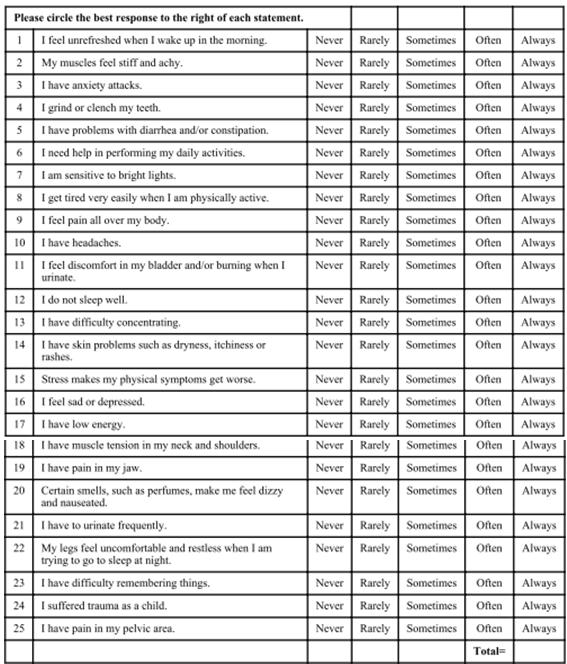 Please circle the best response to the right of each statement.
1 I feel unrefreshed when I wake up in the morning. Never Rarely Sometimes Often Always
2 My muscles feel stiff and achy. Never Rarely Sometimes Often Always
3 I have anxiety attacks. Never Rarely Sometimes Often Always
4 I grind or clench my teeth. Never Rarely Sometimes Often Always
5 I have problems with diarrhea and/or constipation. Never Rarely Sometimes Often Always
6 I need help in performing my daily activities. Never Rarely Sometimes Often Always
7 I am sensitive to bright lights. Never Rarely Sometimes Often Always
8 I get tired very easily when I am physically active. Never Rarely Sometimes Often Always
9 I feel pain all over my body. Never Rarely Sometimes Often Always
10 I have headaches. Never Rarely Sometimes Often Always
11 I feel discomfort in my bladder and/or burning when I Never Rarely Sometimes Often Always
urinate.
12 I do not sleep well. Never Rarely Sometimes Often Always
13 I have difficulty concentrating. Never Rarely Sometimes Often Always
14 I have skin problems such as dryness, itchiness or Never Rarely Sometimes Often Always
rashes.
15 Stress makes my physical symptoms get worse. Never Rarely Sometimes Often Always
16 I feel sad or depressed. Never Rarely Sometimes Often Always
17 I have low energy. Never Rarely Sometimes Often Always
18 I have muscle tension in my neck and shoulders. Never Rarely Sometimes Often Always
19 I have pain in my jaw. Never Rarely Sometimes Often Always
20 Certain smells, such as perfumes, make me feel dizzy Never Rarely Sometimes Often Always
and nauseated.
21 I have to urinate frequently. Never Rarely Sometimes Often Always
22 My legs feel uncomfortable and restless when I am Never Rarely Sometimes Often Always
trying to go to sleep at night.
23 I have difficulty remembering things. Never Rarely Sometimes Often Always
24 I suffered trauma as a child. Never Rarely Sometimes Often Always
25 I have pain in my pelvic area. Never Rarely Sometimes Often Always
Total=